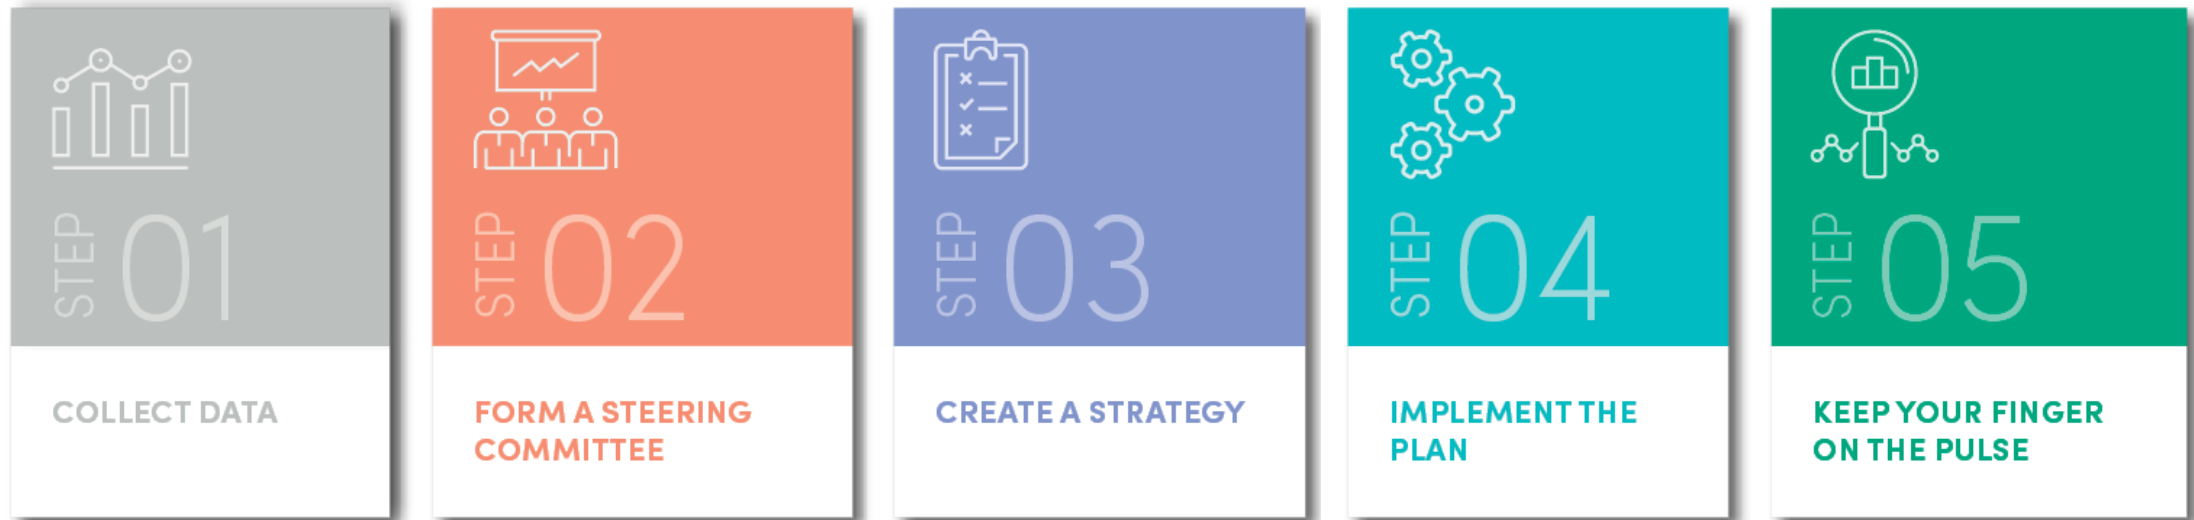 STEP 01
COLLECT DATA
STEP 02
FORM A STEERING
COMMITTEE
STEP 03
CREATE A STRATEGY
STEP 04
IMPLEMENT THE
PLAN
STEP 05
KEEP YOUR FINGER
ON THE PULSE